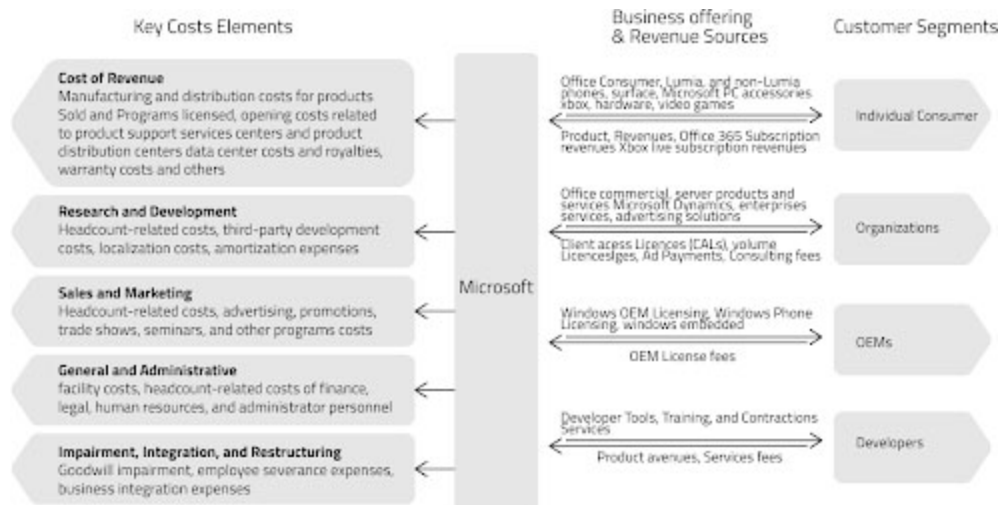 Key Costs Elements
Business offering
& Revenue Sources
Customer Segments
Cost of Revenue
Manufacturing and distribution costs for products
Sold and Programs licensed, opening costs related
to product support services centers and product
distribution centers data center costs and royalties,
warranty costs and others
Research and Development
Headcount-related costs, third-party development
costs, localization costs, amortization expenses
Sales and Marketing
Headcount-related costs, advertising, promotions,
trade shows, seminars, and other programs costs
General and Administrative
facility costs, headcount-related costs of finance,
legal, human resources, and administrator personnel
Impairment, Integration, and Restructuring
Goodwill impairment, employee severance expenses,
business integration expenses
Microsoft
Office Consumer, Lumia, and non-Lumia
phones, surface, Microsoft PC accessories
xbox, hardware, video games
Product, Revenues, Office 365 Subscription
revenues Xbox live subscription revenues
Individual Consumer
Office commercial, server products and
services Microsoft Dynamics, enterprises
services, advertising solutions
Client acess Licences (CALs), volume
Licenceslges, Ad Payments, Consulting fees
Organizations
Windows OEM Licensing, Windows Phone
Licensing, windows embedded
OEM License fees
OEMs
Developer Tools, Training, and Contractions
Services
Product avenues, Services fees
Developers